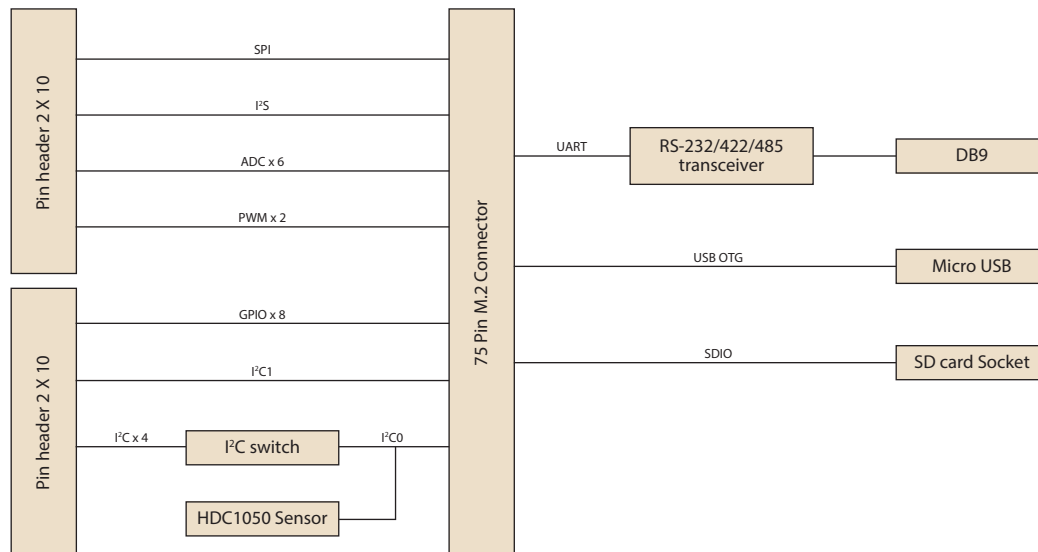 Pin header 2 X 10
SPI
I²S
ADC x 6
PWM x 2
Pin header 2 X 10
GPIO x 8
I²C1
I²C x 4
I²C switch
I²C0
HDC1050 Sensor
75 Pin M.2 Connector
UART
RS-232/422/485
transceiver
DB9
USB OTG
Micro USB
SDIO
SD card Socket